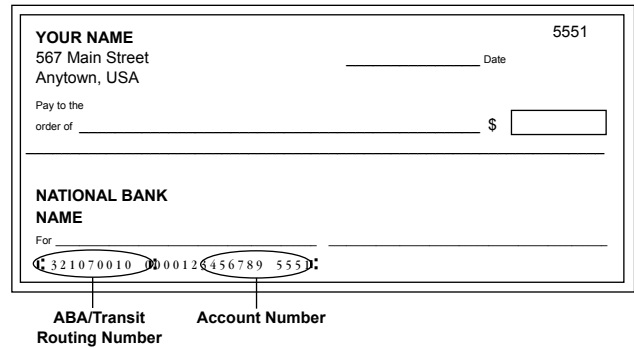 YOUR NAME 5551
567 Main Street
Date
Anytown, USA
Pay to the
order of $
NATIONAL BANK
NAME
For
321070010 5551
ABA/Transit Account Number
Routing Number